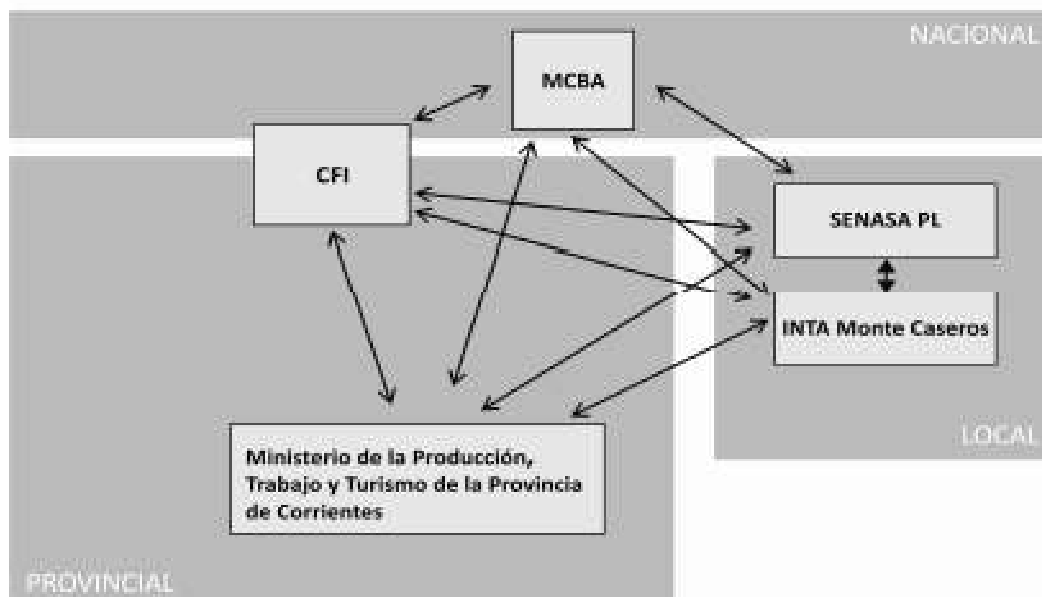 NACIONAL
MCBA
CFI
SENASA PL
INTA Monte Caseros
LOCAL
Ministerio de la Producción,
Trabajo y Turismo de la Provincia
de Corrientes
PROVINCIAL